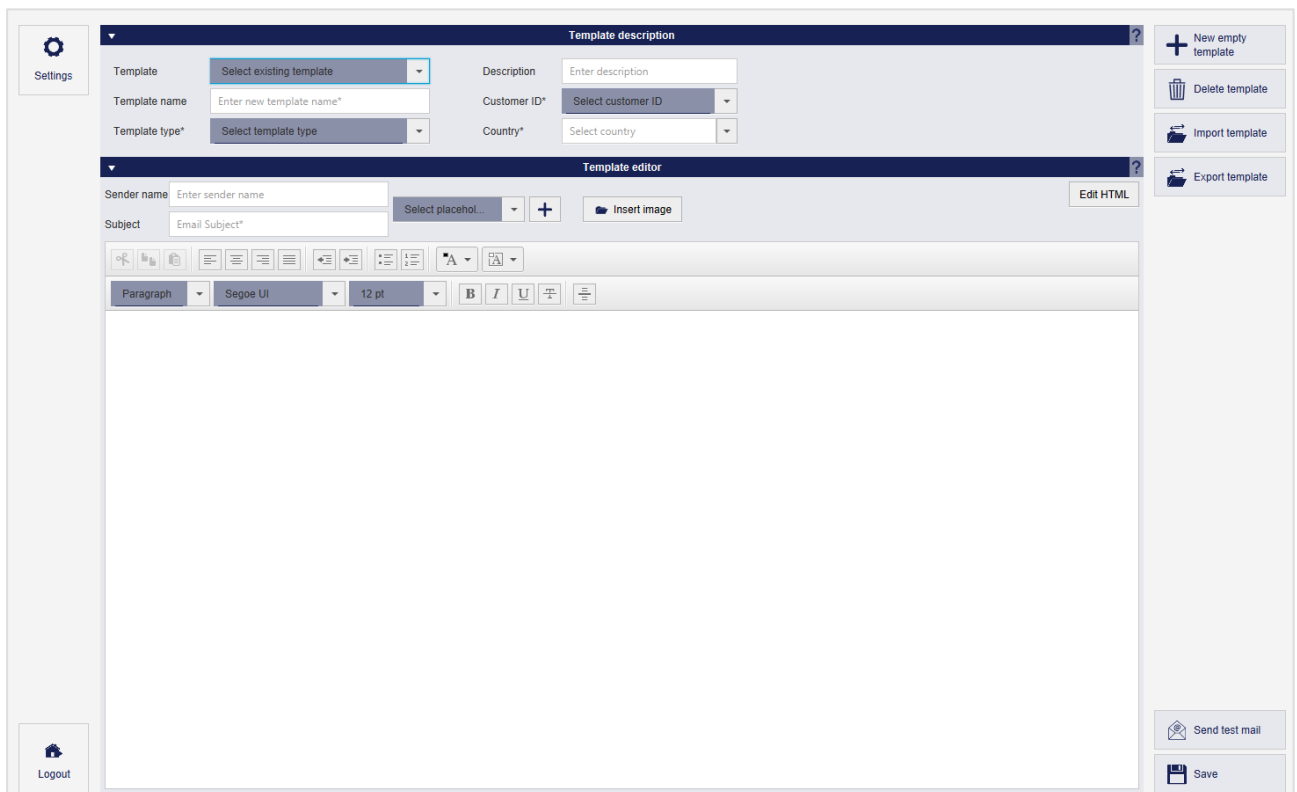 Settings
Template description
?
Template
Select existing template
Description
Enter description
Template name
Enter new template name*
Customer ID*
Select customer ID
Template type*
Select template type
Country*
Select country
Template editor
?
Sender name
Enter sender name
Subject
Email Subject*
Select placehol...
Insert image
Edit HTML
A
A
Paragraph
Segoe UI
12 pt
B
I
U
T
New empty
template
Delete template
Import template
Export template
Logout
Send test mail
Save